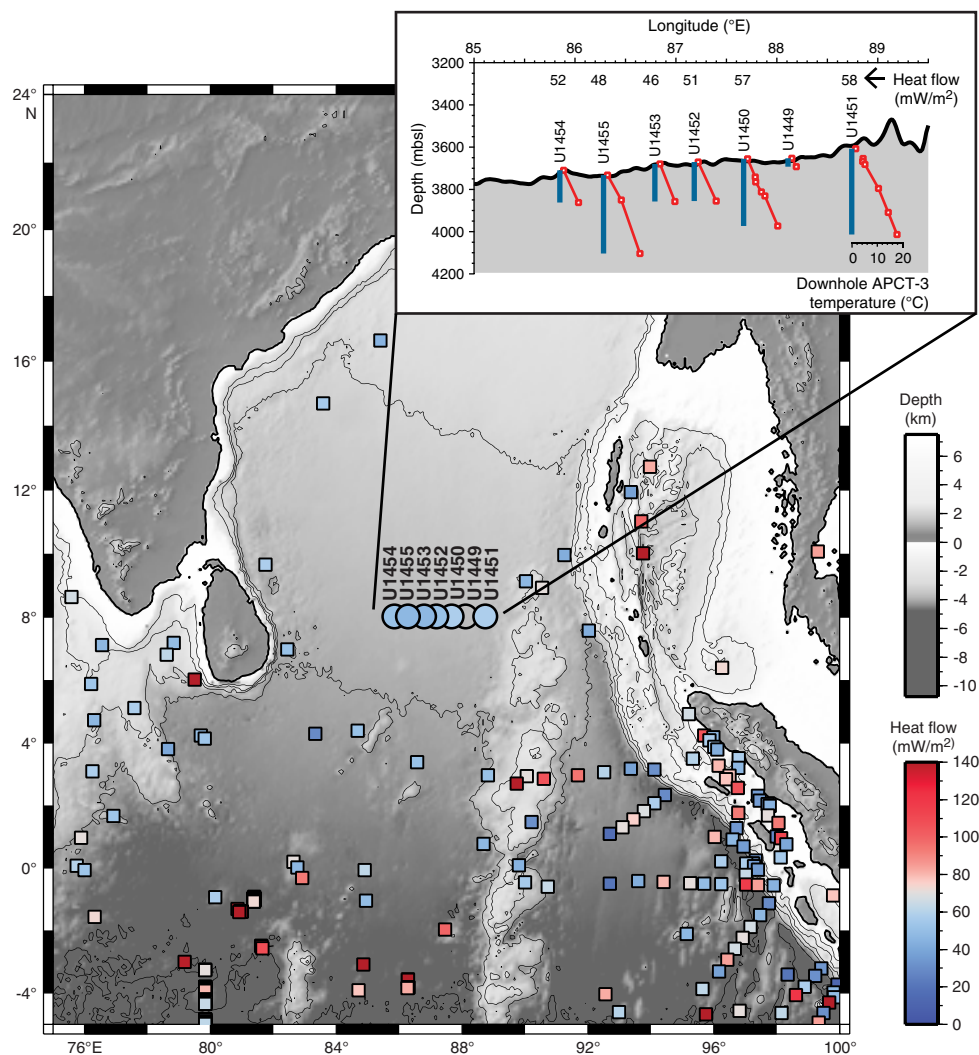 Longitude (°E)
85 86 87 88 89
3200
3400
3600
3800
4000
4200
Depth (mbsl)
52 48 46 51 57 58 Heat flow
(mW/m²)
U1454
U1455
U1453
U1452
U1450
U1449
U1451
0 10 20
Downhole APCT-3
temperature (°C)
24°
N
20°
16°
12°
8°
4°
0°
-4°
U1454
U1455
U1453
U1452
U1450
U1449
U1451
76°E 80 84 88 92 96 100°
Depth
(km)
6
4
2
0
-2
-4
-6
-8
-10
Heat flow
(mW/m²)
140
120
100
80
60
40
20
0